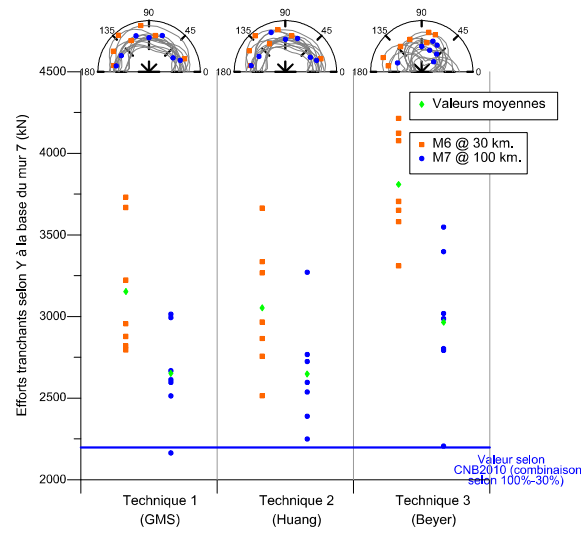 90
90
90
135
45
135
45
135
45
180
0
180
0
180
0
4500
4000
3500
3000
2500
2000
Efforts tranchants selon Y à la base du mur 7 (kN)
Valeurs moyennes
M6 @ 30 km.
M7 @ 100 km.
Valeur selon
CNB2010 (combinaison
selon 100%-30%)
Technique 1
(GMS)
Technique 2
(Huang)
Technique 3
(Beyer)